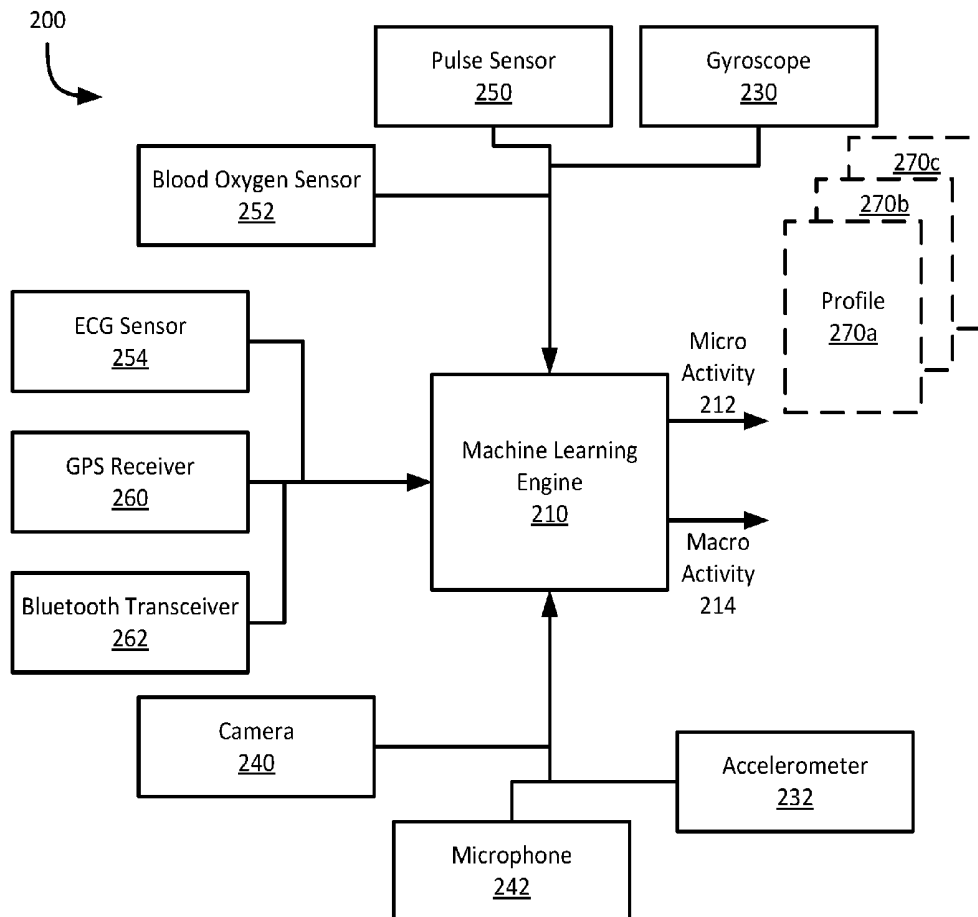 200
Pulse Sensor
250
Gyroscope
230
Blood Oxygen Sensor
252
270c
270b
Profile
270a
ECG Sensor
254
Micro
Activity
212
GPS Receiver
260
Machine Learning
Engine
210
Macro
Activity
214
Bluetooth Transceiver
262
Camera
240
Accelerometer
232
Microphone
242